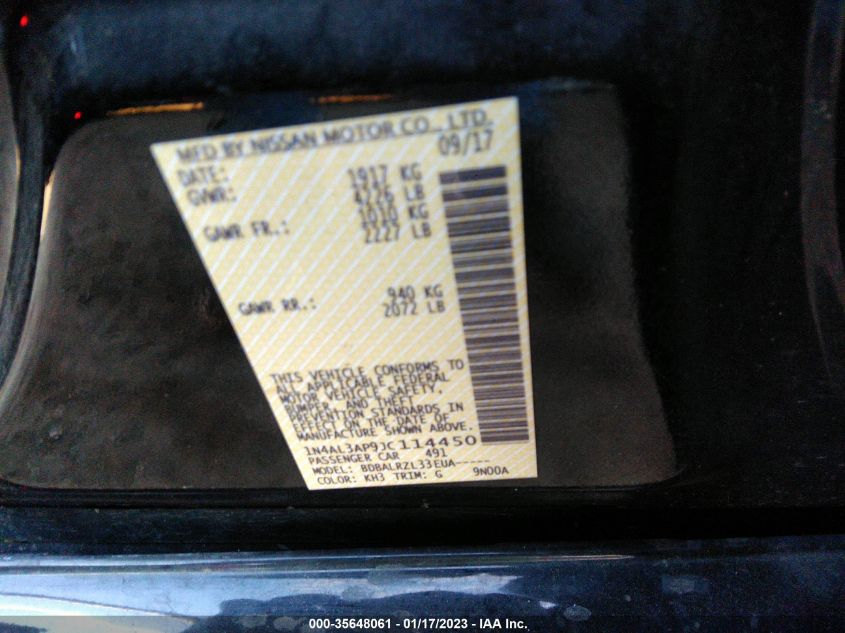 MFD BY NISSAN MOTOR CO., LTD.
DATE: 09/17
GVWR: 1917 KG
4226 LB
GAWR FR.: 1010 KG
2227 LB
GAWR RR.: 940 KG
2072 LB
THIS VEHICLE CONFORMS TO
ALL APPLICABLE FEDERAL
MOTOR VEHICLE SAFETY,
BUMPER, AND THEFT
PREVENTION STANDARDS IN
EFFECT ON THE DATE OF
MANUFACTURE SHOWN ABOVE.
1N4AL3AP9JC114450
PASSENGER CAR 491
MODEL: BDBALRZL33EUA-----
COLOR: KH3 TRIM: G 9N00A
000-35648061 - 01/17/2023 - IAA Inc.